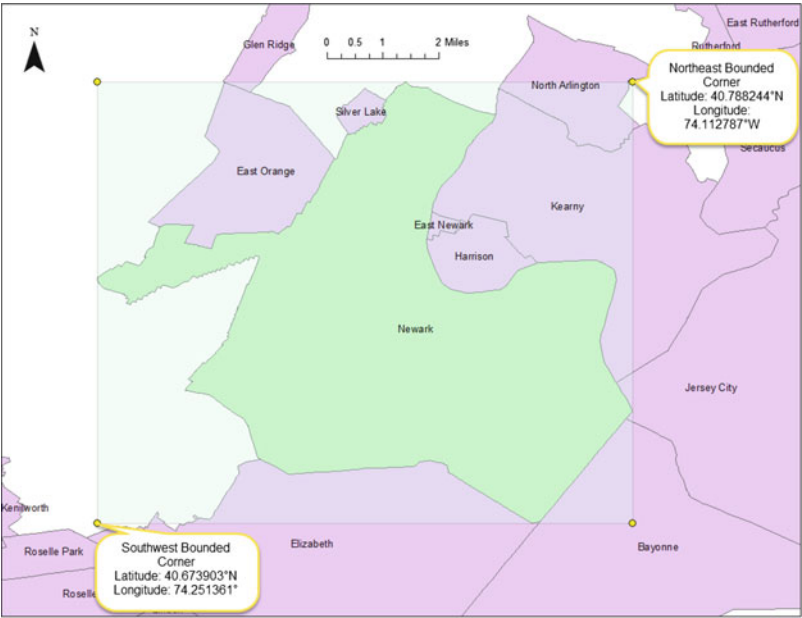 N
0 0.5 1 2 Miles
Glen Ridge
East Rutherford
Rutherford
Northeast Bounded
Corner
Latitude: 40.788244°N
Longitude:
74.112787°W
North Arlington
Silver Lake
Secaucus
East Orange
Kearny
East Newark
Harrison
Newark
Jersey City
Kenilworth
Roselle Park
Southwest Bounded
Corner
Latitude: 40.673903°N
Longitude: 74.251361°
Elizabeth
Bayonne
Roselle